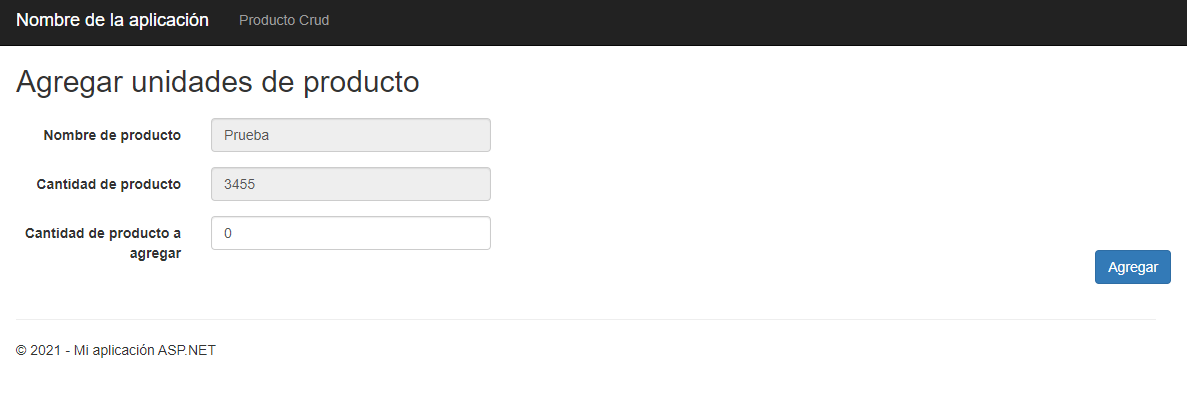 Nombre de la aplicación Producto Crud
Agregar unidades de producto
Nombre de producto Prueba
Cantidad de producto 3455
Cantidad de producto a 0
agregar
Agregar
© 2021 - Mi aplicación ASP.NET